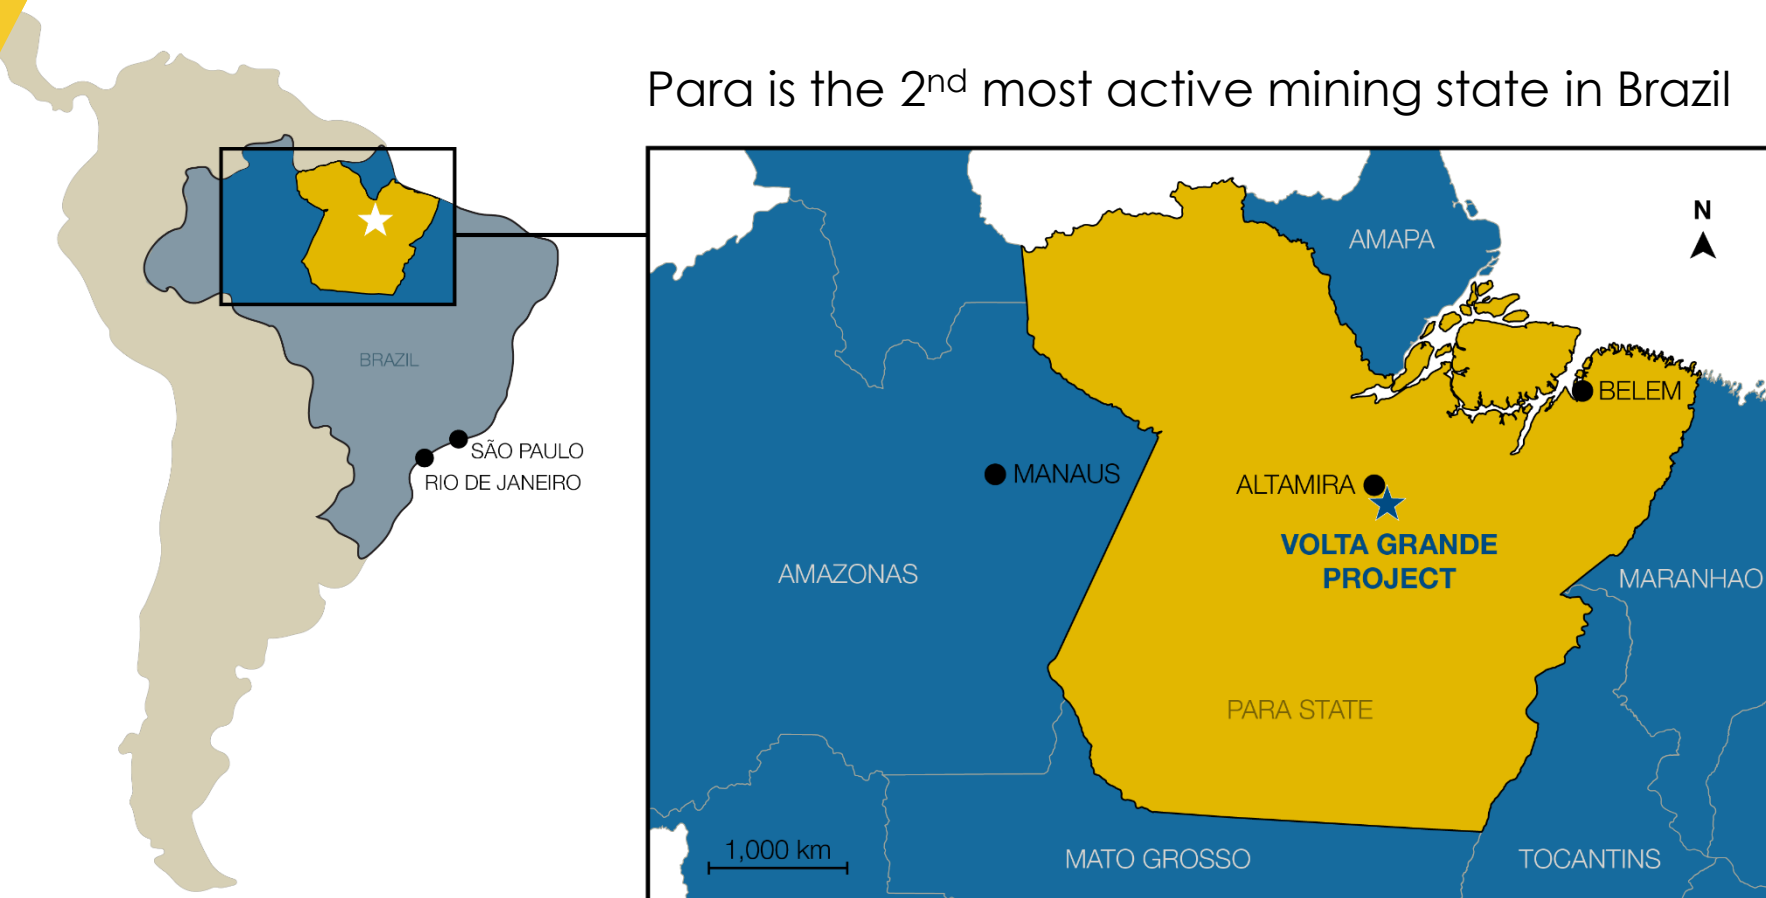 Para is the 2nd most active mining state in Brazil
BRAZIL
SÃO PAULO
RIO DE JANEIRO
N
AMAPA
BELEM
MANAUS
ALTAMIRA
VOLTA GRANDE
PROJECT
AMAZONAS
MARANHAO
PARA STATE
1,000 km
MATO GROSSO
TOCANTINS